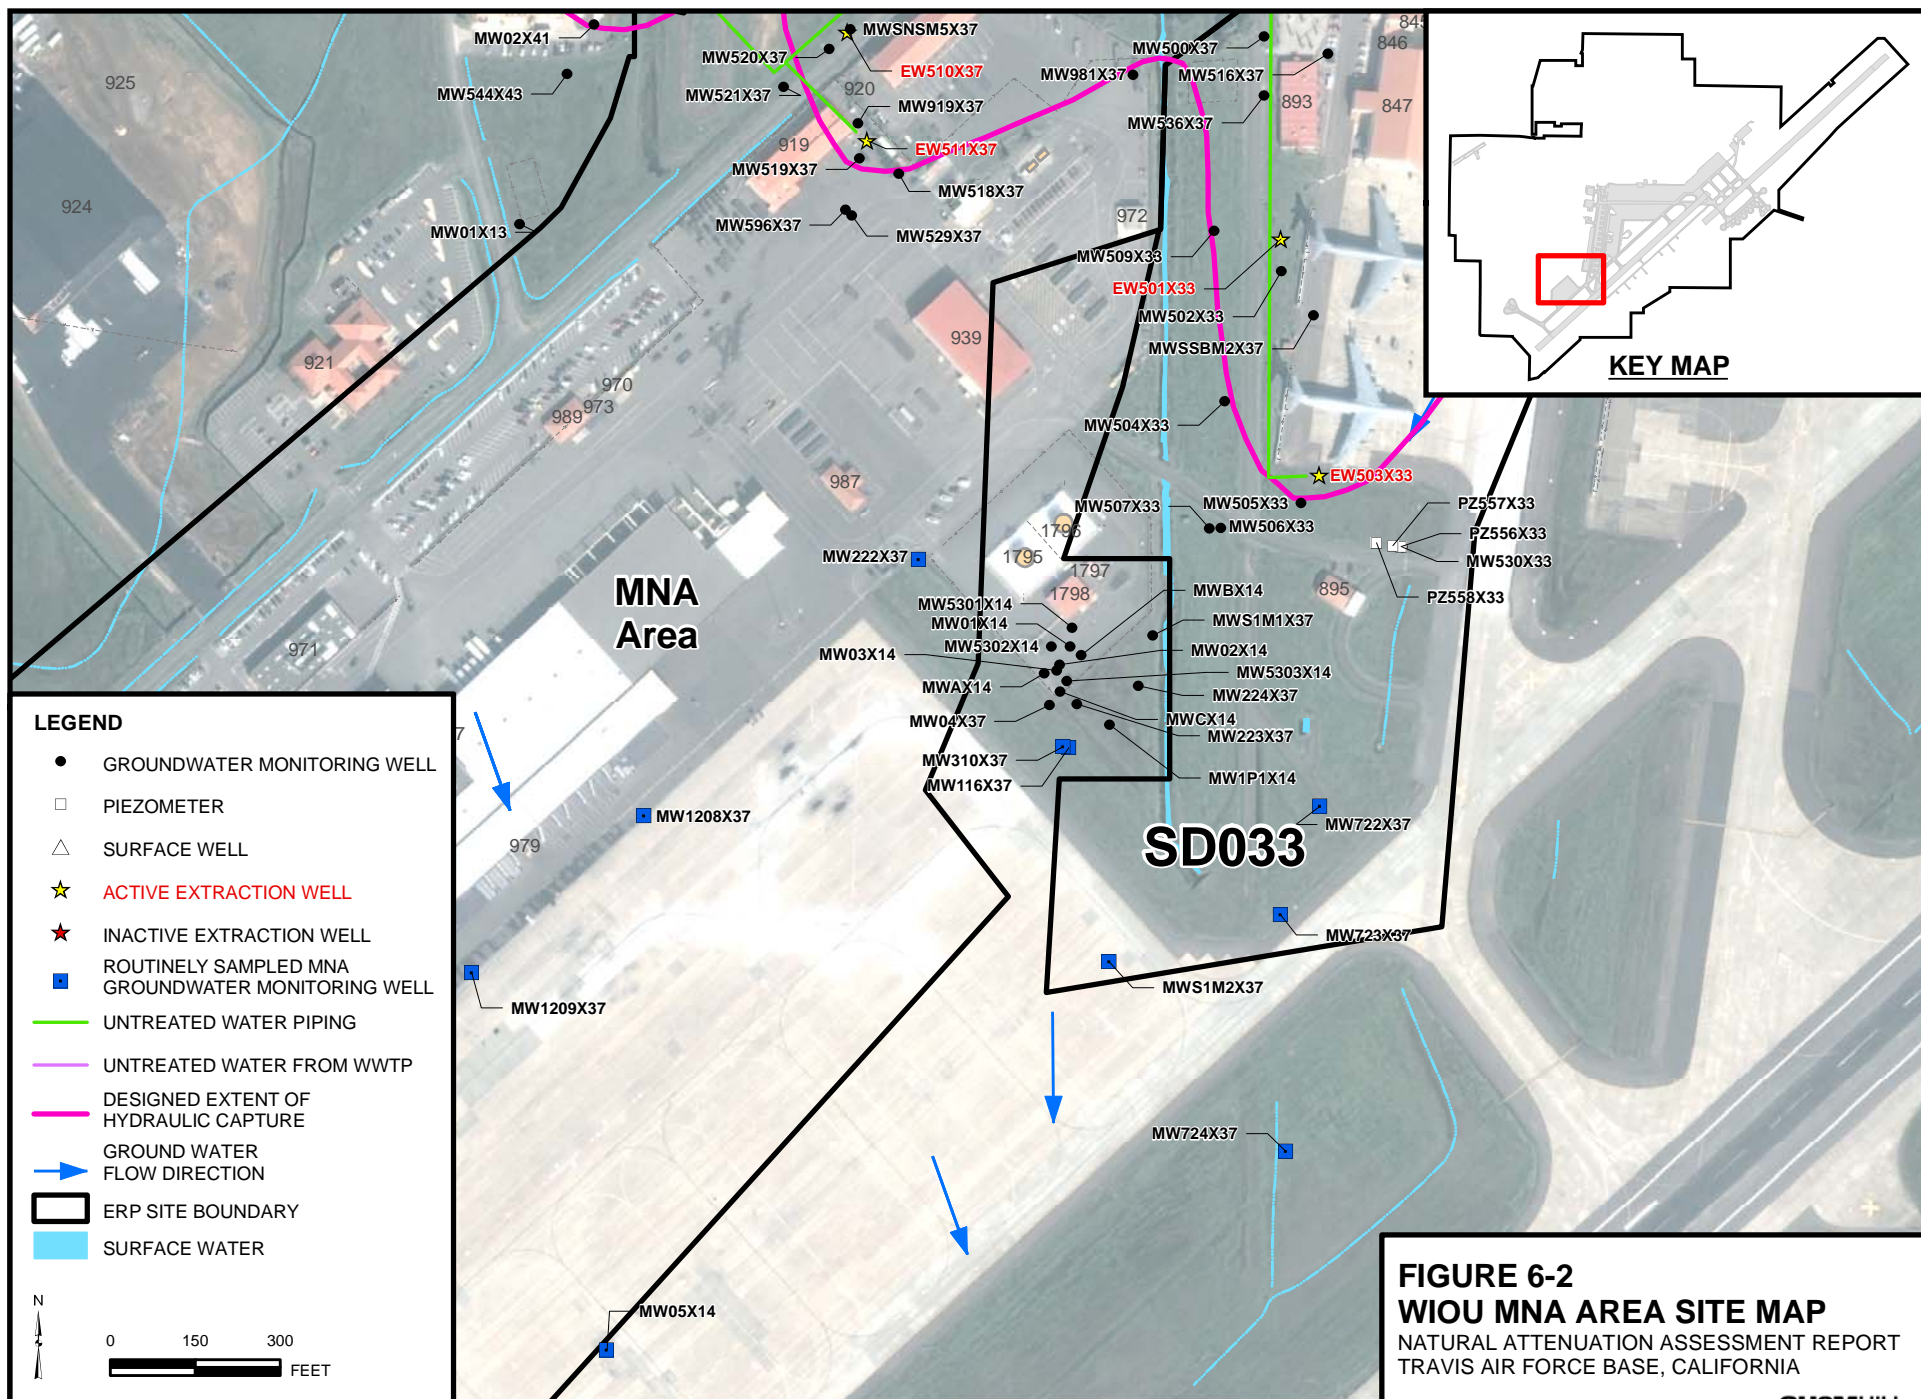 MW02X41
MWSNSM5X37
MW520X37
EW510X37
MW544X43
MW521X37
925
920
MW919X37
919
EW511X37
MW519X37
MW518X37
MW596X37
MW529X37
924
MW01X13
MW500X37
MW981X37
MW516X37
MW536X37
846
893
847
972
MW509X33
EW501X33
MW502X33
MWSSBM2X37
939
921
970
973
989
MW504X33
987
EW503X33
MW505X33
MW507X33
MW506X33
PZ557X33
PZ556X33
MW530X33
PZ558X33
895
1796
1795
1797
1798
MW222X37
MNA
Area
971
MWBX14
MW5301X14
MW01X14
MWS1M1X37
MW5302X14
MW02X14
MW03X14
MW5303X14
MWAX14
MW224X37
MW04X37
MWCX14
MW223X37
MW310X37
MW1P1X14
MW116X37
MW1208X37
979
MW722X37
SD033
MW723X37
MWS1M2X37
MW1209X37
MW724X37
MW05X14
KEY MAP
LEGEND
GROUNDWATER MONITORING WELL
PIEZOMETER
SURFACE WELL
ACTIVE EXTRACTION WELL
INACTIVE EXTRACTION WELL
ROUTINELY SAMPLED MNA
GROUNDWATER MONITORING WELL
UNTREATED WATER PIPING
UNTREATED WATER FROM WWTP
DESIGNED EXTENT OF
HYDRAULIC CAPTURE
GROUND WATER
FLOW DIRECTION
ERP SITE BOUNDARY
SURFACE WATER
N
0 150 300
FEET
FIGURE 6-2
WIOU MNA AREA SITE MAP
NATURAL ATTENUATION ASSESSMENT REPORT
TRAVIS AIR FORCE BASE, CALIFORNIA